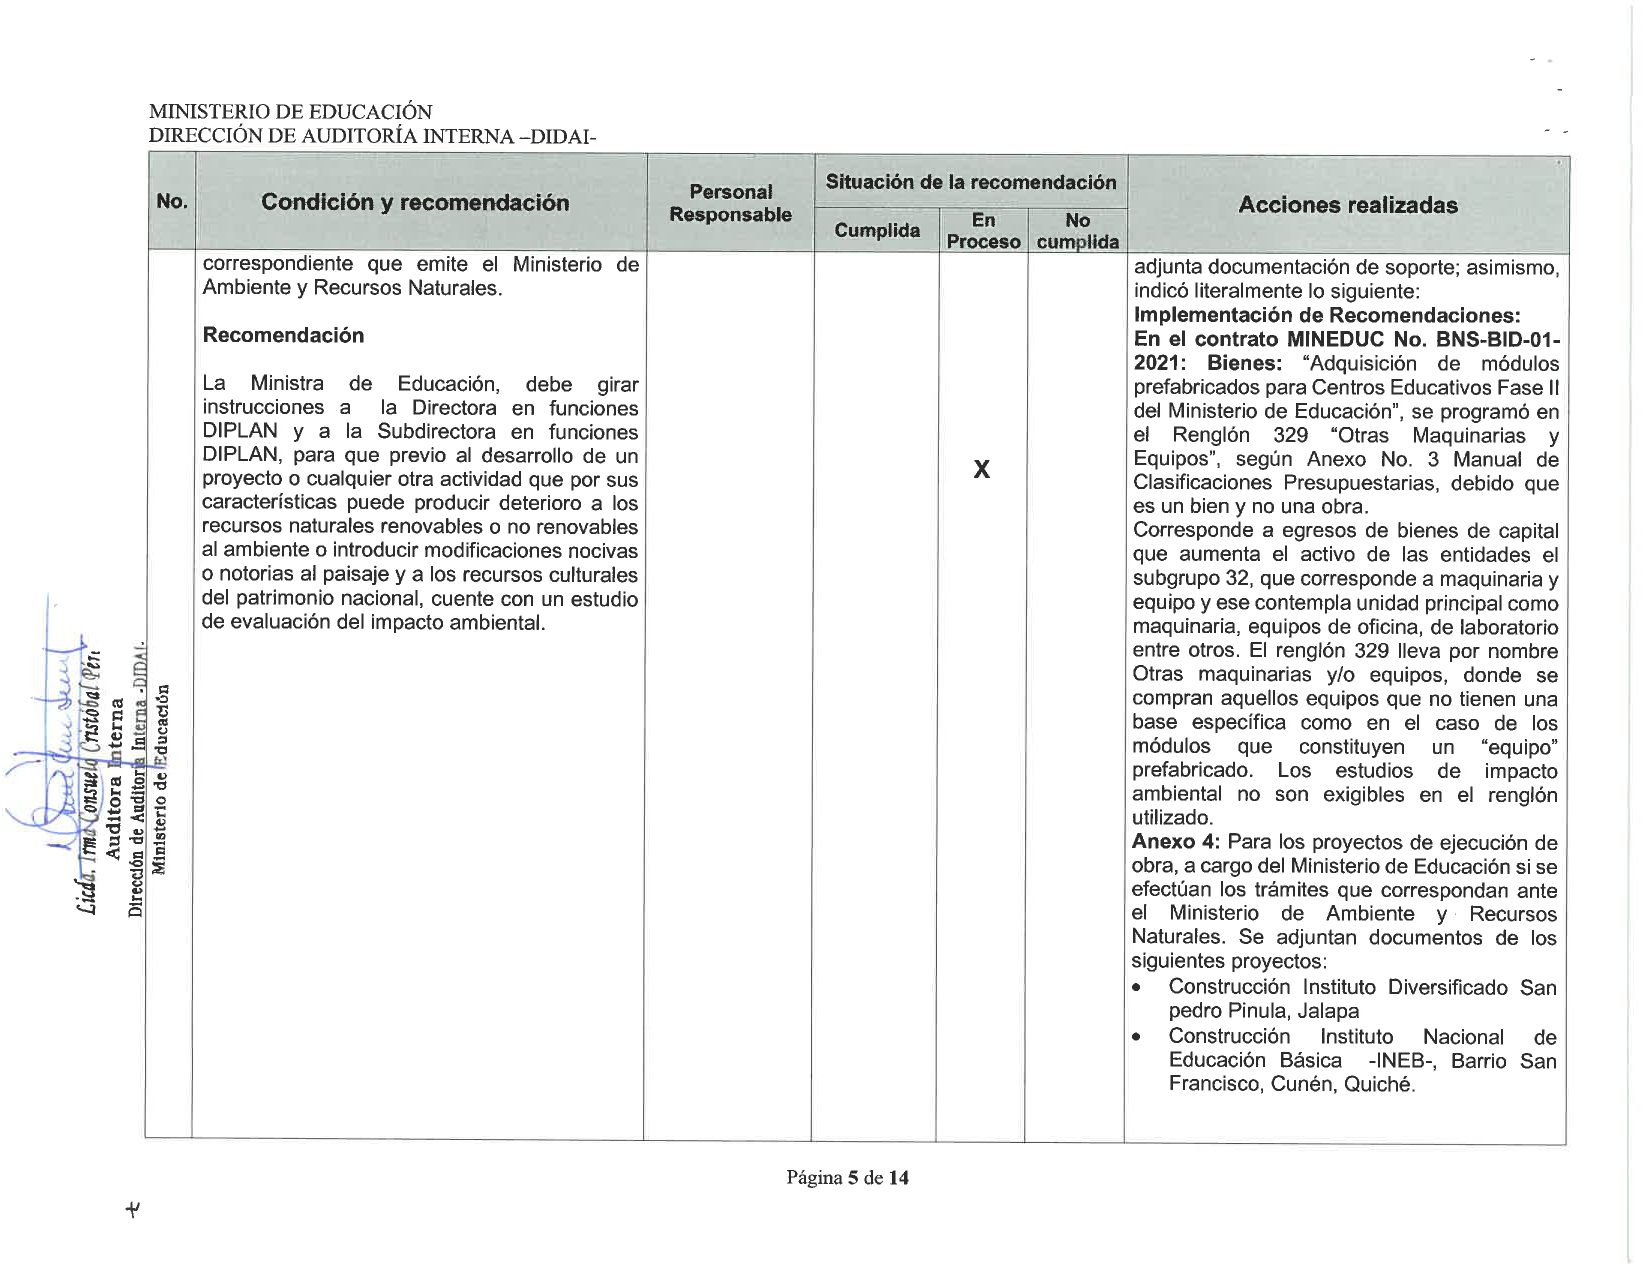 MINISTERIO DE EDUCACIÓN
DIRECCIÓN DE AUDITORÍA INTERNA –DIDAI-
No.
Condición y recomendación
Personal
Responsable
Situación de la recomendación
Cumplida
En
Proceso
No
cumplida
Acciones realizadas
correspondiente que emite el Ministerio de
Ambiente y Recursos Naturales.
Recomendación
La Ministra de Educación, debe girar
instrucciones a la Directora en funciones
DIPLAN y a la Subdirectora en funciones
DIPLAN, para que previo al desarrollo de un
proyecto o cualquier otra actividad que por sus
características puede producir deterioro a los
recursos naturales renovables o no renovables
al ambiente o introducir modificaciones nocivas
o notorias al paisaje y a los recursos culturales
del patrimonio nacional, cuente con un estudio
de evaluación del impacto ambiental.
X
adjunta documentación de soporte; asimismo,
indicó literalmente lo siguiente:
Implementación de Recomendaciones:
En el contrato MINEDUC No. BNS-BID-01-
2021: Bienes: “Adquisición de módulos
prefabricados para Centros Educativos Fase II
del Ministerio de Educación”, se programó en
el Renglón 329 “Otras Maquinarias y
Equipos”, según Anexo No. 3 Manual de
Clasificaciones Presupuestarias, debido que
es un bien y no una obra.
Corresponde a egresos de bienes de capital
que aumenta el activo de las entidades el
subgrupo 32, que corresponde a maquinaria y
equipo y ese contempla unidad principal como
maquinaria, equipos de oficina, de laboratorio
entre otros. El renglón 329 lleva por nombre
Otras maquinarias y/o equipos, donde se
compran aquellos equipos que no tienen una
base específica como en el caso de los
módulos que constituyen un “equipo”
prefabricado. Los estudios de impacto
ambiental no son exigibles en el renglón
utilizado.
Anexo 4: Para los proyectos de ejecución de
obra, a cargo del Ministerio de Educación si se
efectúan los trámites que correspondan ante
el Ministerio de Ambiente y Recursos
Naturales. Se adjuntan documentos de los
siguientes proyectos:
• Construcción Instituto Diversificado San
pedro Pinula, Jalapa
• Construcción Instituto Nacional de
Educación Básica -INEB-, Barrio San
Francisco, Cunén, Quiché.
Licda. Irma Consuelo Cristóbal
Auditora Interna
Dirección de Auditoría Interna -DIDAI-
Ministerio de Educación
Página 5 de 14